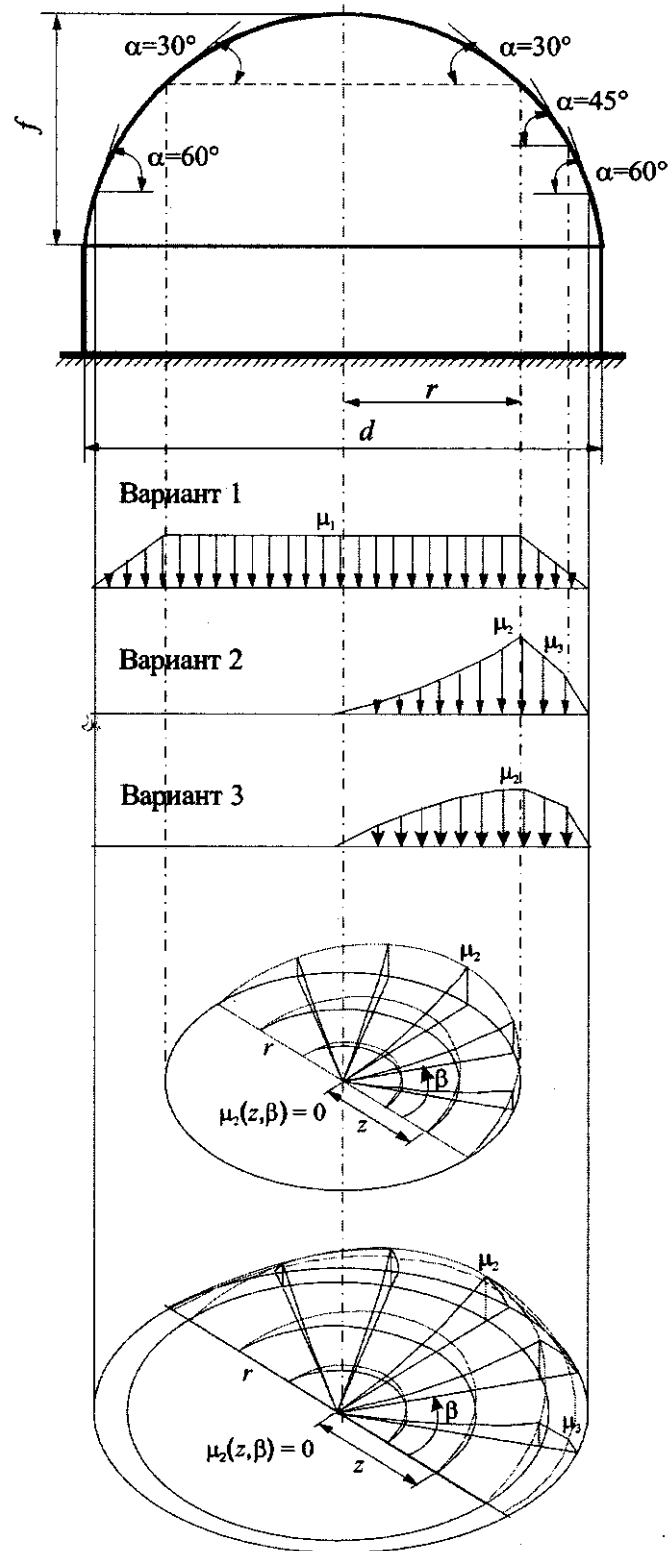 α=30° α=30°
f
α=45°
α=60° α=60°
r
d
Вариант 1
μ₁
μ₂
μ₃
Вариант 2
μ₂
Вариант 3
μ₂
r
β
μ₂(z,β) = 0
z
μ₂
r
β
μ₃
μ₂(z,β) = 0
z